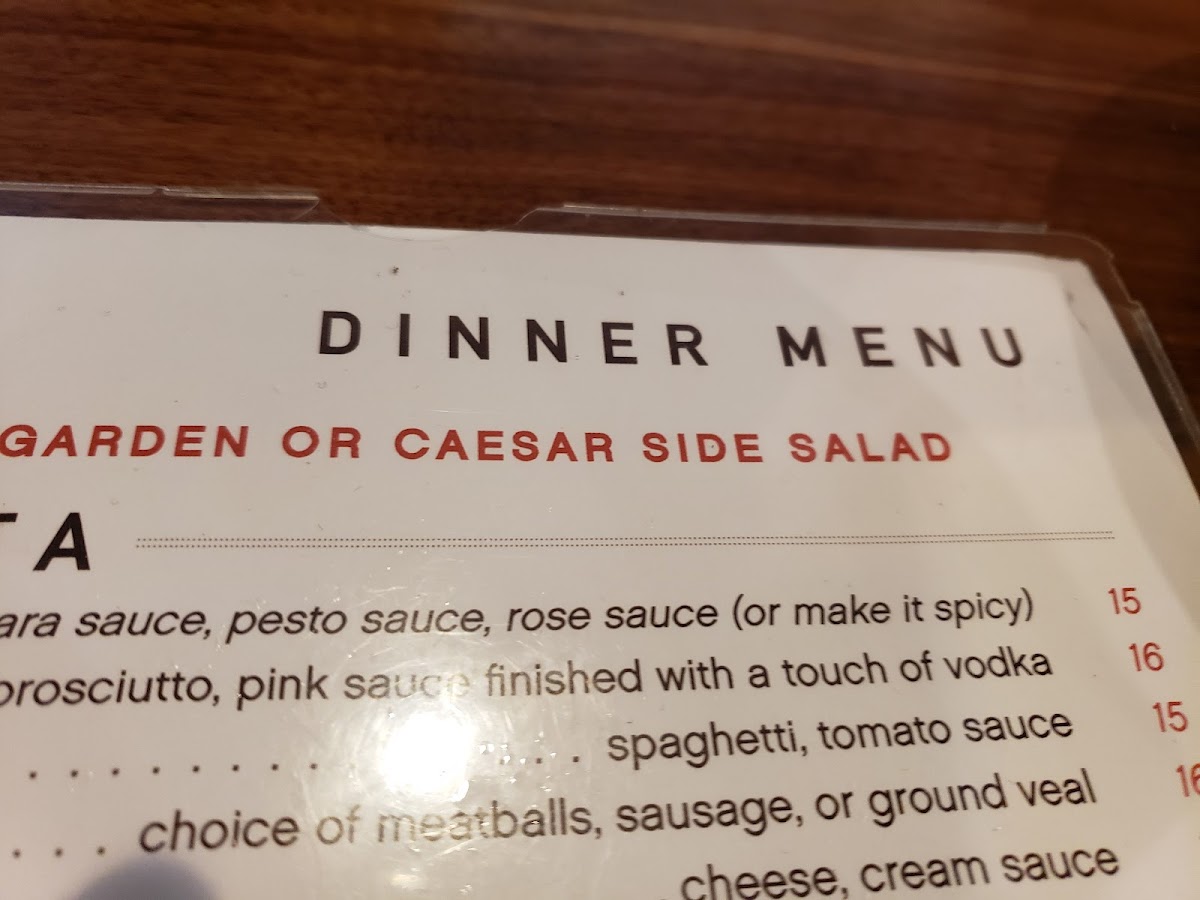 DINNER MENU
GARDEN OR CAESAR SIDE SALAD
TA
ara sauce, pesto sauce, rose sauce (or make it spicy) 15
prosciutto, pink sauce finished with a touch of vodka 16
. . . . . . . . . . . . . . spaghetti, tomato sauce 15
. . . choice of meatballs, sausage, or ground veal 16
cheese, cream sauce